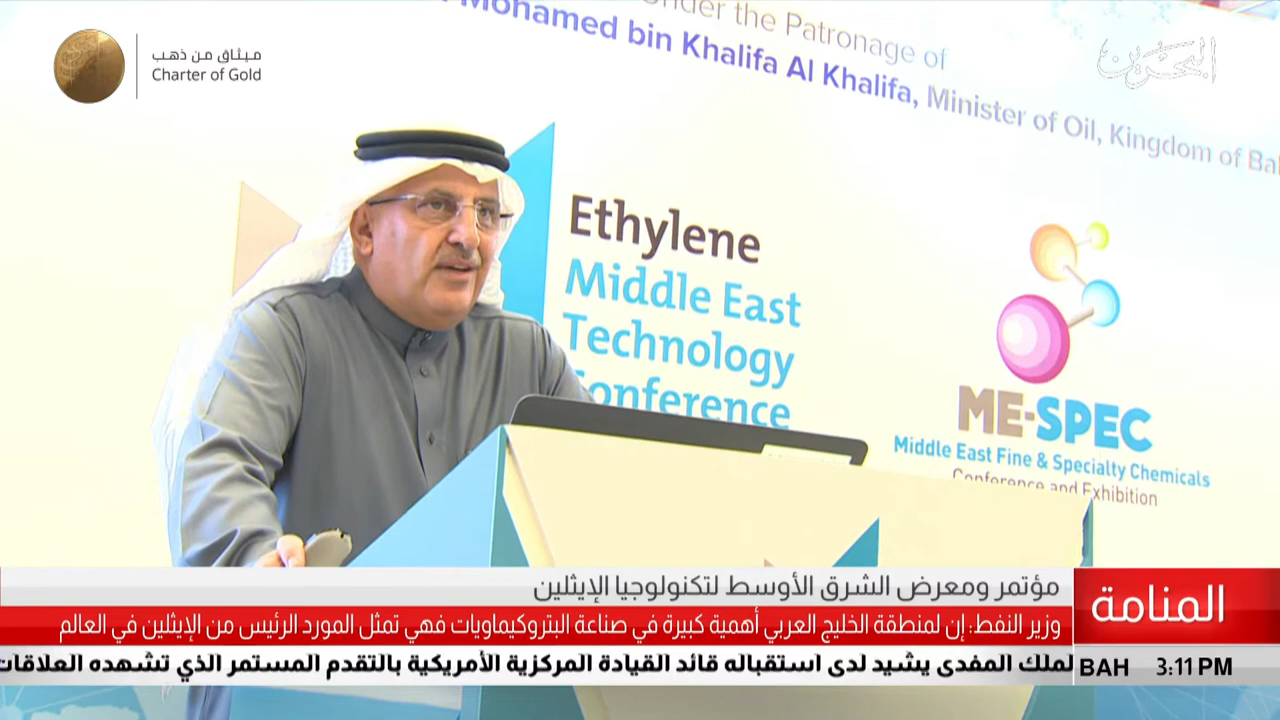 ميثاق من ذهب
Charter of Gold
Under the Patronage of
Mohamed bin Khalifa Al Khalifa, Minister of Oil, Kingdom of
البحرين
Ethylene
Middle East
Technology
Conference
ME-SPEC
Middle East Fine & Specialty Chemicals
Conference and Exhibition
مؤتمر ومعرض الشرق الأوسط لتكنولوجيا الإيثلين
المنامة
وزير النفط: إن لمنطقة الخليج العربي أهمية كبيرة في صناعة البتروكيماويات فهي تمثل المورد الرئيس من الإيثلين في العالم
لملك المفدى يشيد لدى استقباله قائد القيادة المركزية الأمريكية بالتقدم المستمر الذي تشهده العلاقات
BAH 3:11 PM